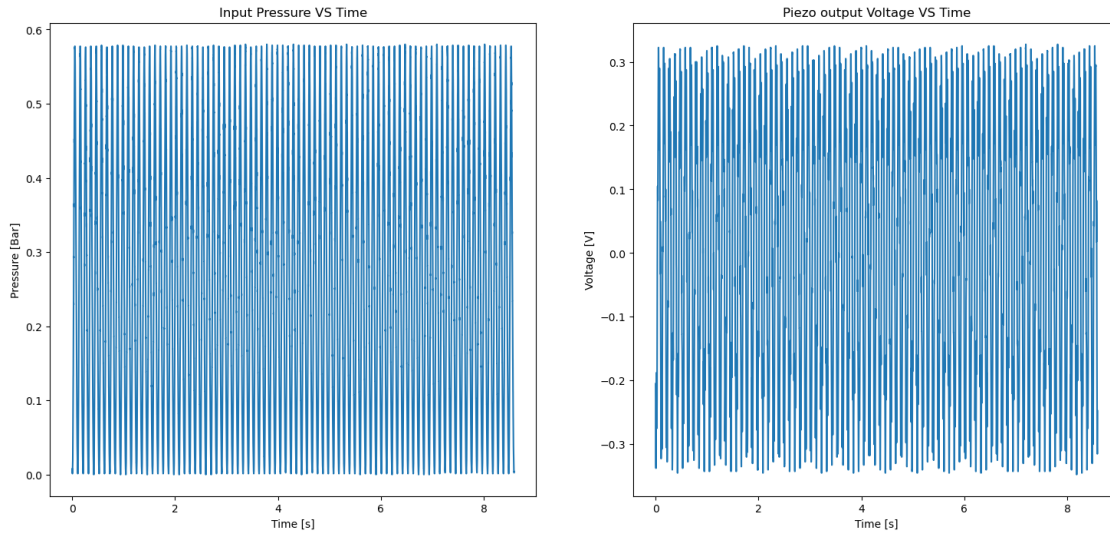 Input Pressure VS Time
0.6
0.5
0.4
0.3
0.2
0.1
0.0
Pressure [Bar]
0 2 4 6 8
Time [s]
Piezo output Voltage VS Time
0.3
0.2
0.1
0.0
−0.1
−0.2
−0.3
Voltage [V]
0 2 4 6 8
Time [s]